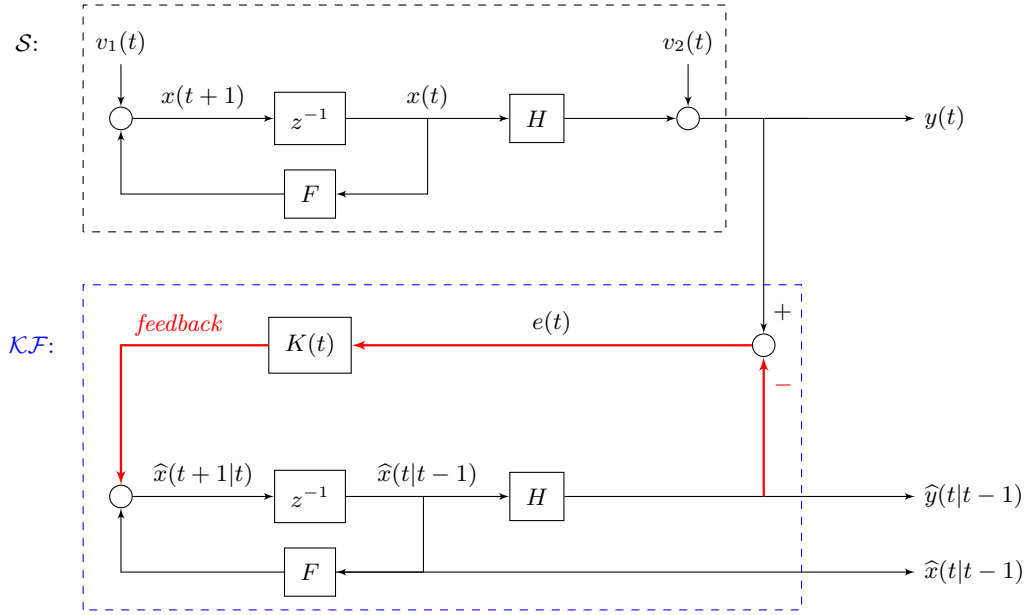 𝒮:
v₁(t)
v₂(t)
x(t+1)
z⁻¹
x(t)
H
y(t)
F
𝒦ℱ:
feedback
K(t)
e(t)
+
−
x̂(t+1|t)
z⁻¹
x̂(t|t−1)
H
ŷ(t|t−1)
F
x̂(t|t−1)